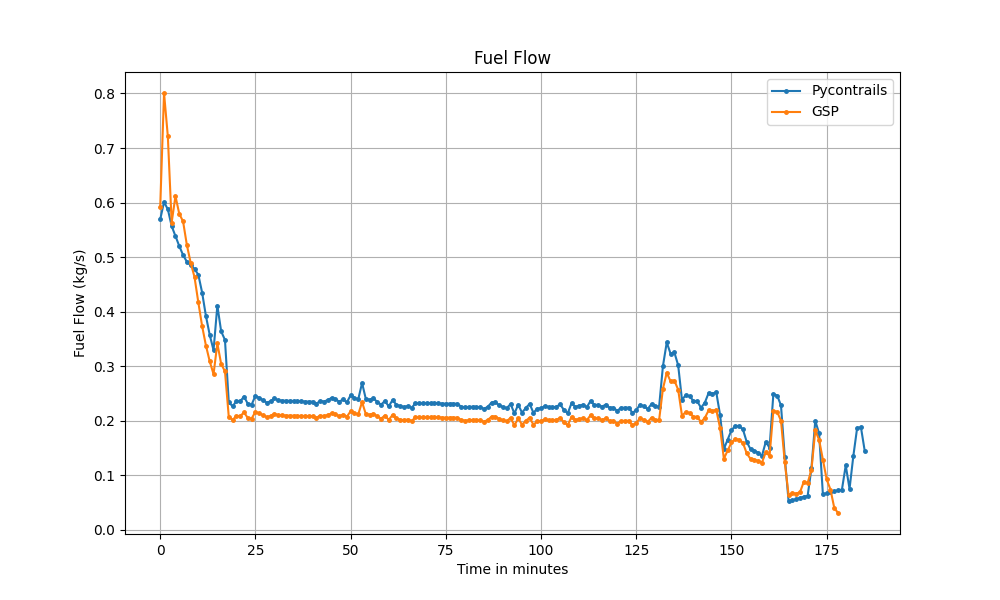 Fuel Flow
Pycontrails
GSP
Fuel Flow (kg/s)
0.8
0.7
0.6
0.5
0.4
0.3
0.2
0.1
0.0
0 25 50 75 100 125 150 175
Time in minutes